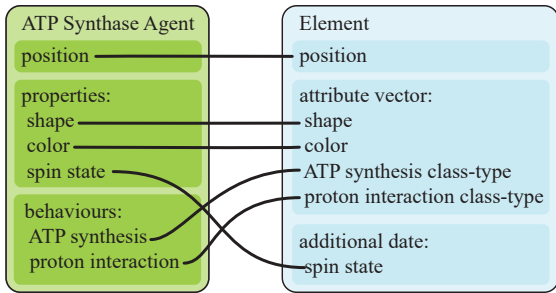 ATP Synthase Agent
position
properties:
shape
color
spin state
behaviours:
ATP synthesis
proton interaction
Element
position
attribute vector:
shape
color
ATP synthesis class-type
proton interaction class-type
additional date:
spin state